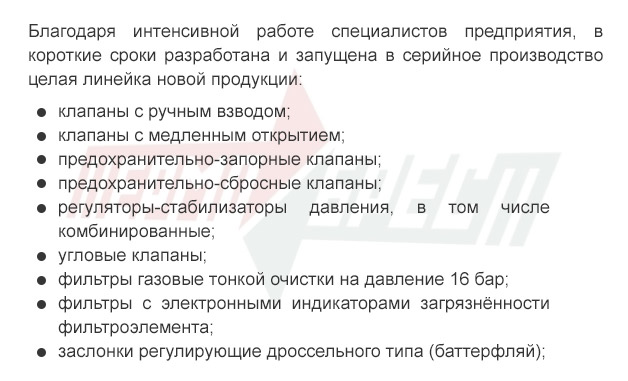 Благодаря интенсивной работе специалистов предприятия, в
короткие сроки разработана и запущена в серийное производство
целая линейка новой продукции:
● клапаны с ручным взводом;
● клапаны с медленным открытием;
● предохранительно-запорные клапаны;
● предохранительно-сбросные клапаны;
● регуляторы-стабилизаторы давления, в том числе
комбинированные;
● угловые клапаны;
● фильтры газовые тонкой очистки на давление 16 бар;
● фильтры с электронными индикаторами загрязнённости
фильтроэлемента;
● заслонки регулирующие дроссельного типа (баттерфляй);